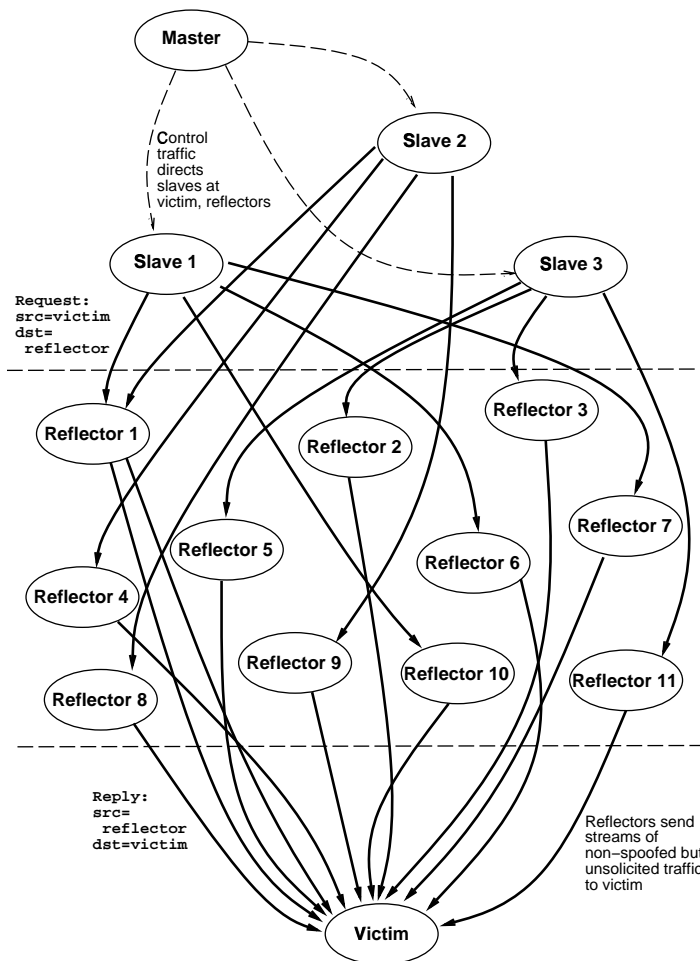 Master
Slave 2
Control
traffic
directs
slaves at
victim, reflectors
Slave 1
Slave 3
Request:
src=victim
dst=
reflector
Reflector 3
Reflector 1
Reflector 2
Reflector 7
Reflector 5
Reflector 6
Reflector 4
Reflector 9
Reflector 10
Reflector 11
Reflector 8
Reply:
src=
reflector
dst=victim
Reflectors send
streams of
non−spoofed but
unsolicited traffic
to victim
Victim